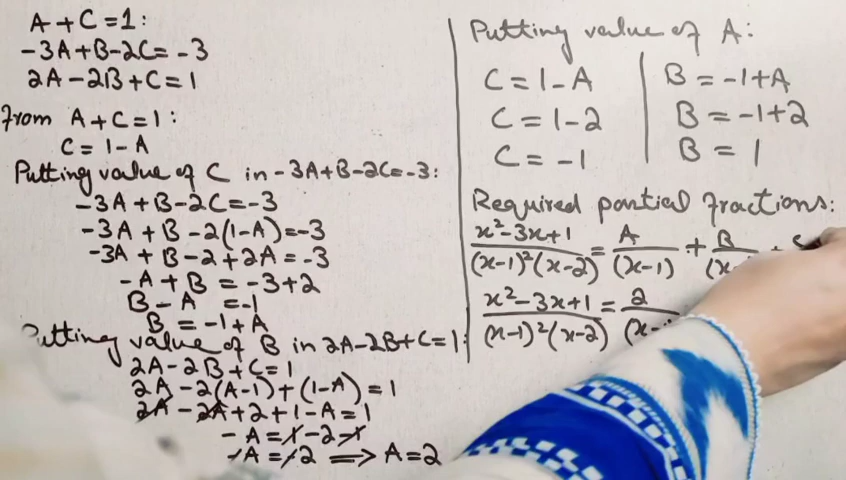 A+C=1:
-3A+B-2C=-3
2A-2B+C=1
From A+C=1:
C=1-A
Putting value of C in -3A+B-2C=-3:
-3A+B-2C=-3
-3A+B-2(1-A)=-3
-3A+B-2+2A=-3
-A+B=-3+2
B-A=-1
B=-1+A
Putting value of B in 2A-2B+C=1:
2A-2B+C=1
2A-2(A-1)+(1-A)=1
2A-2A+2+1-A=1
-A=1-2-1
-A=-2 ⟹ A=2
Putting value of A:
C=1-A
C=1-2
C=-1
B=-1+A
B=-1+2
B=1
Required partial fractions:
x²-3x+1/(x-1)²(x-2) = A/(x-1) + B/(x-
x²-3x+1/(x-1)²(x-2) = 2/(x-